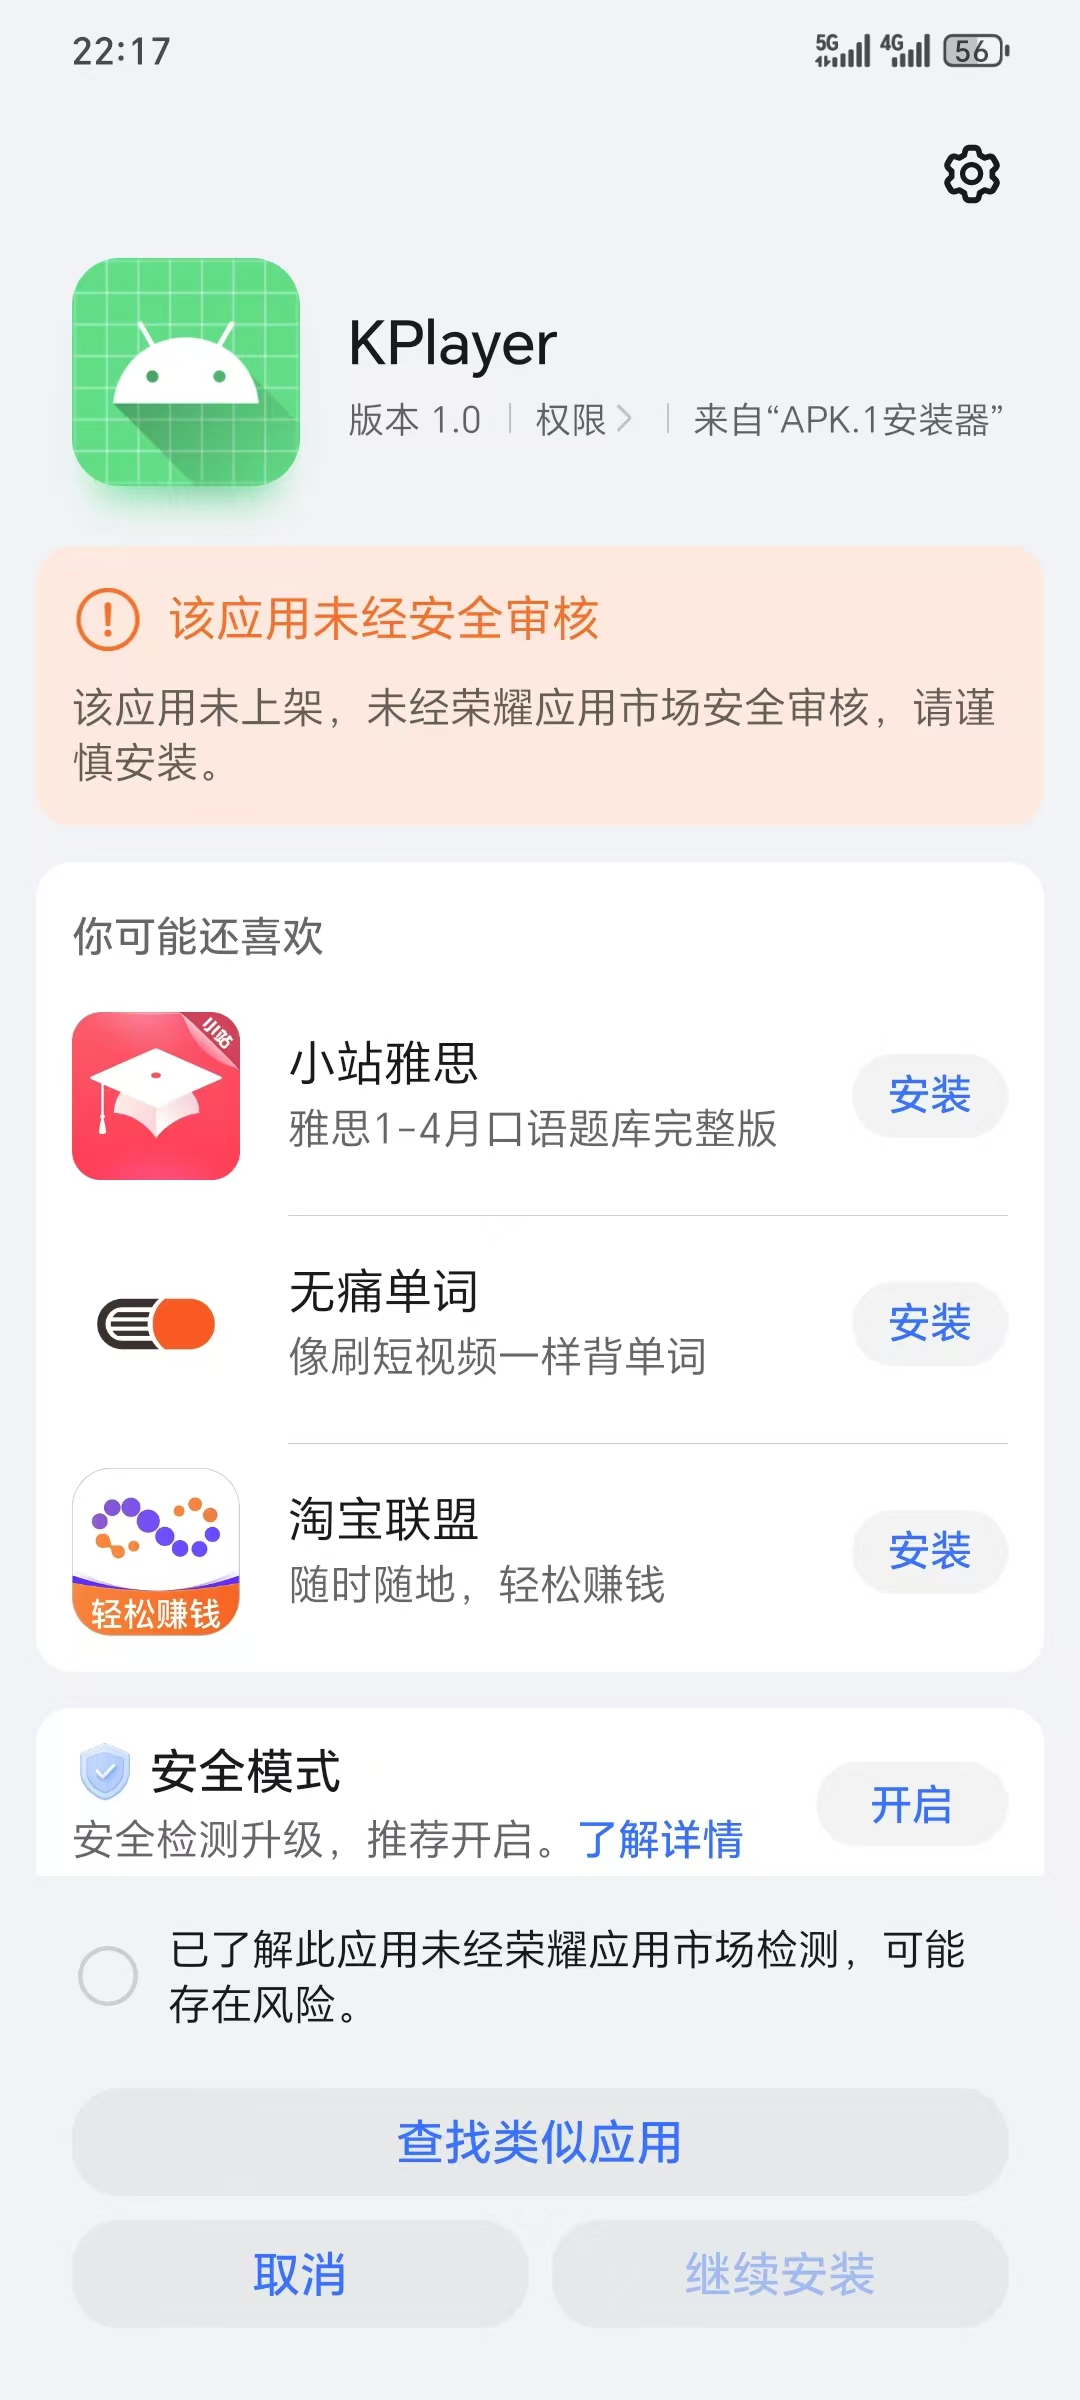 22:17
5G 4G 56
KPlayer
版本 1.0 | 权限 > | 来自“APK.1安装器”
该应用未经安全审核
该应用未上架，未经荣耀应用市场安全审核，请谨
慎安装。
你可能还喜欢
小站
小站雅思
雅思1-4月口语题库完整版
安装
无痛单词
像刷短视频一样背单词
安装
轻松赚钱
淘宝联盟
随时随地，轻松赚钱
安装
安全模式
安全检测升级，推荐开启。了解详情
开启
已了解此应用未经荣耀应用市场检测，可能
存在风险。
查找类似应用
取消
继续安装